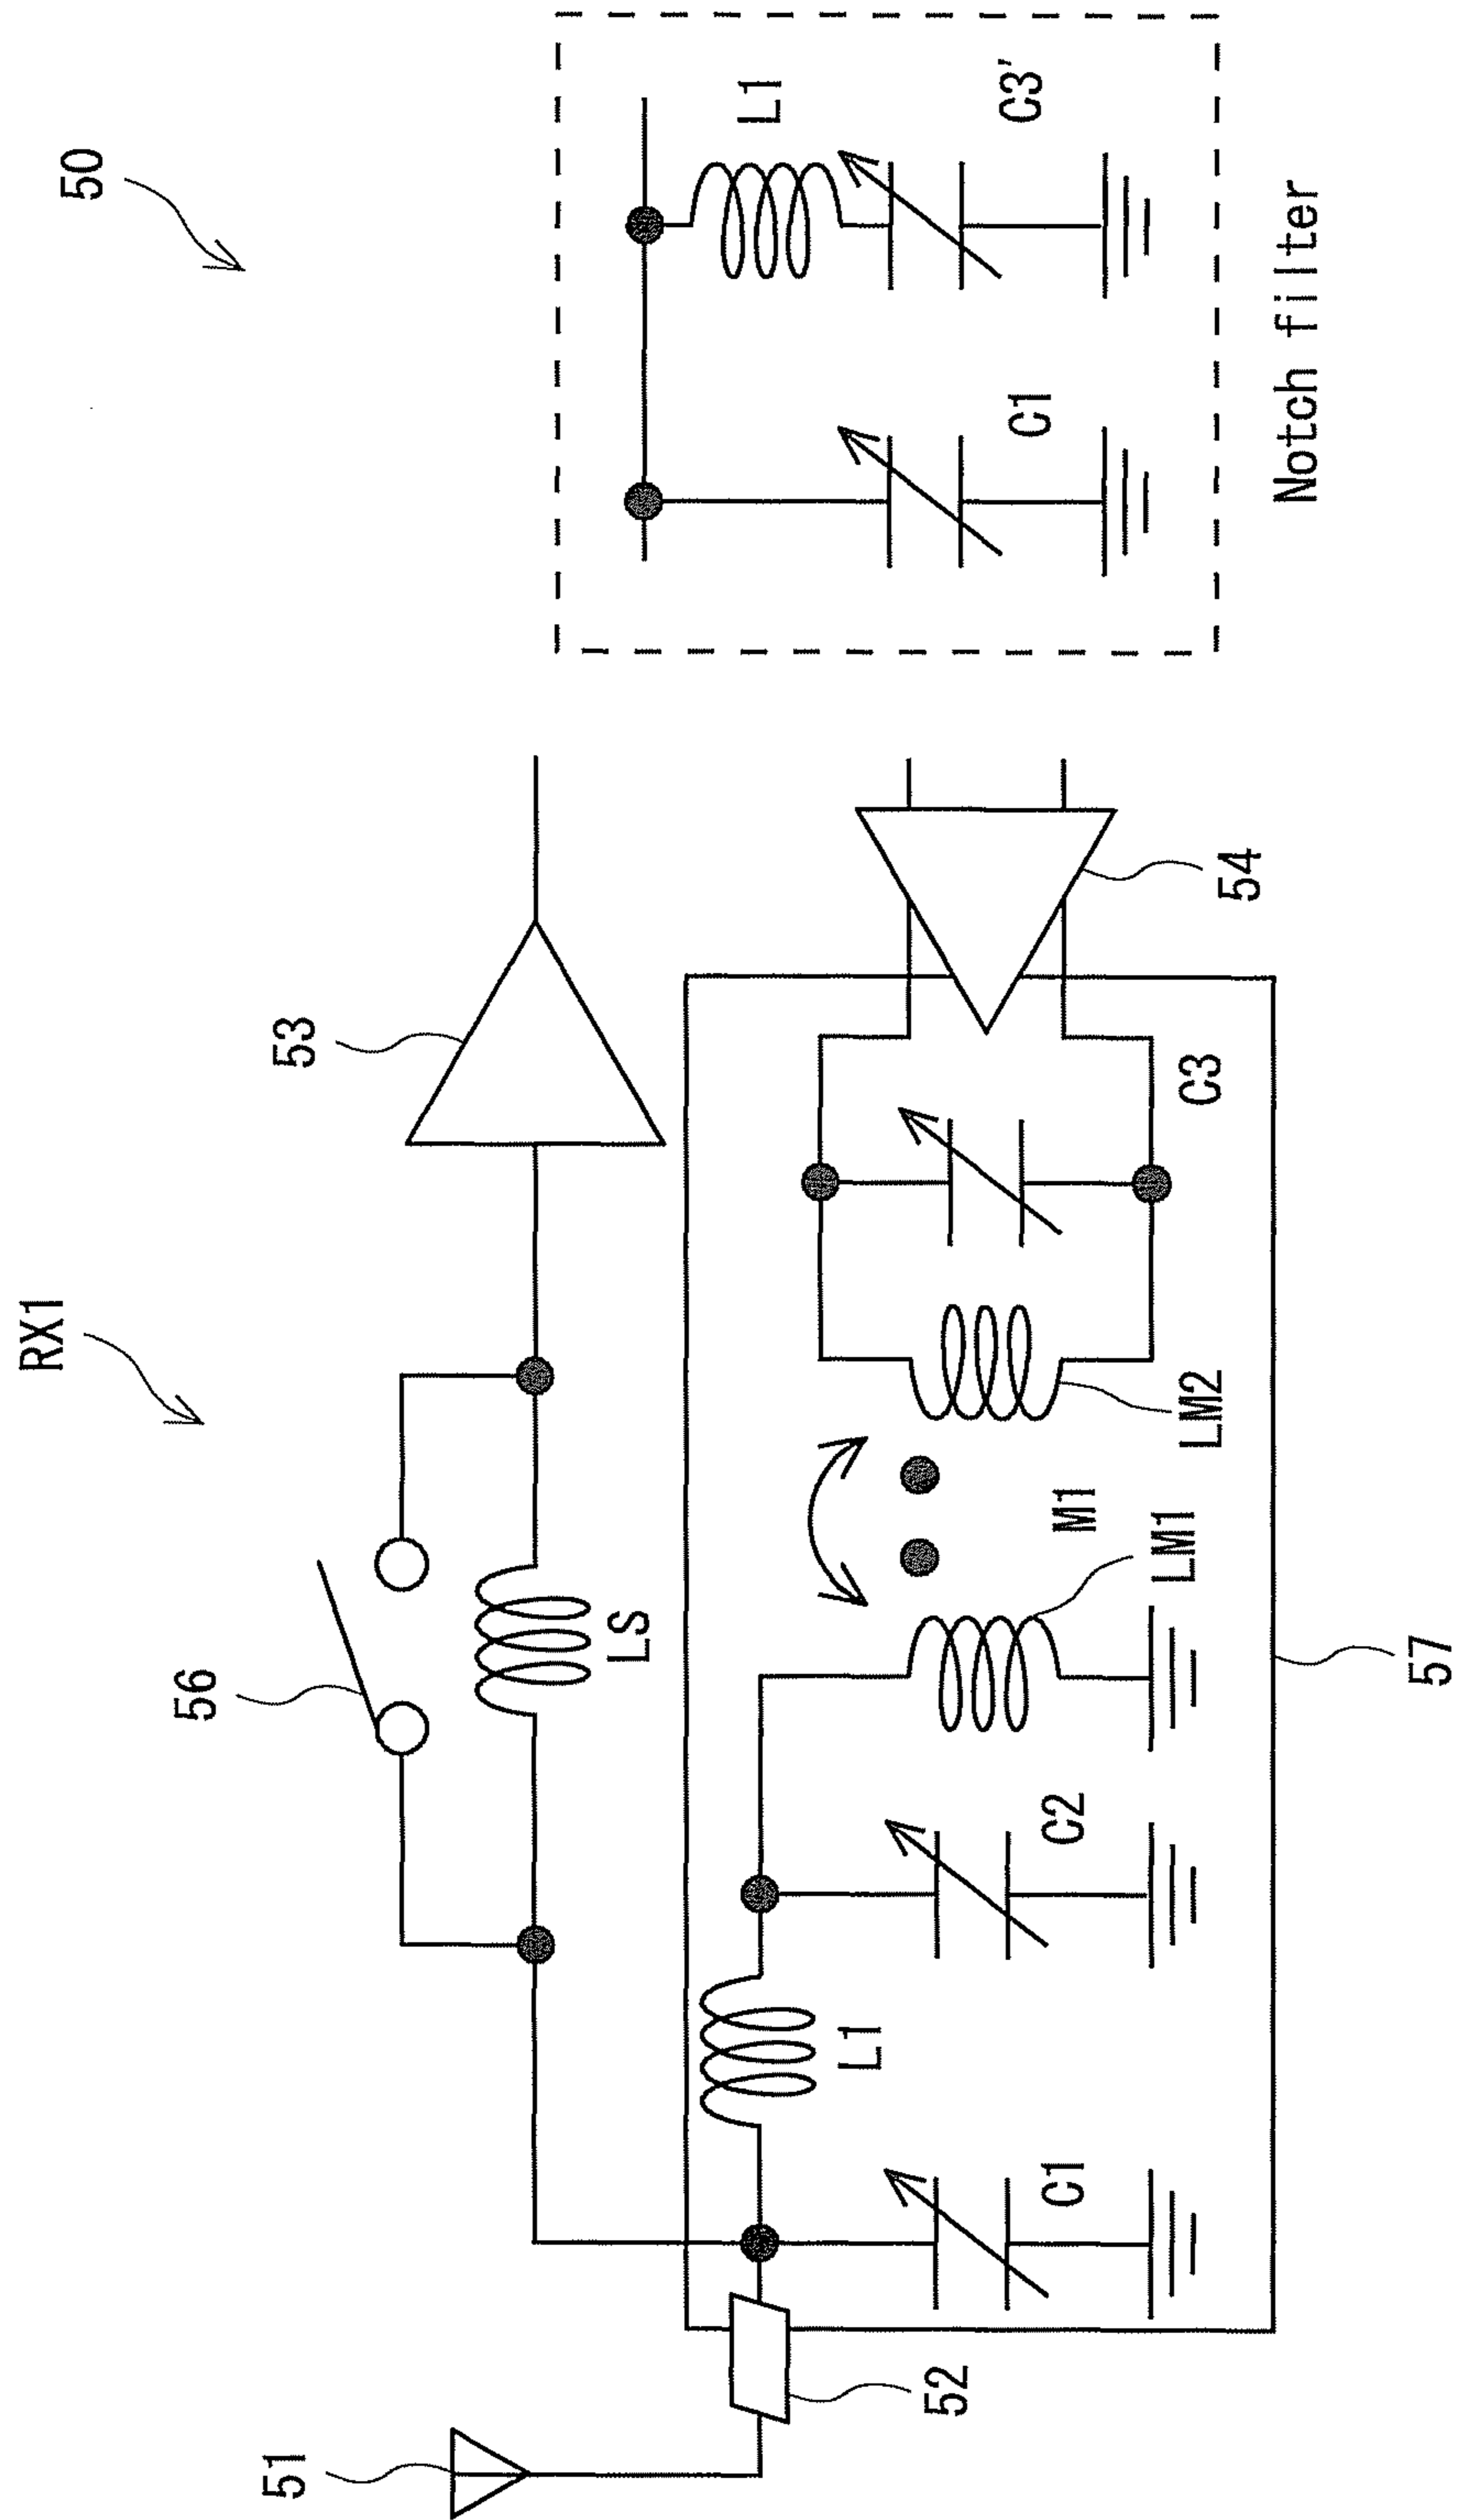 50
RX1
56
53
51
LS
L1
C1
C2
M1
LM1
LM2
C3
52
57
54
C1
L1
C3'
Notch filter